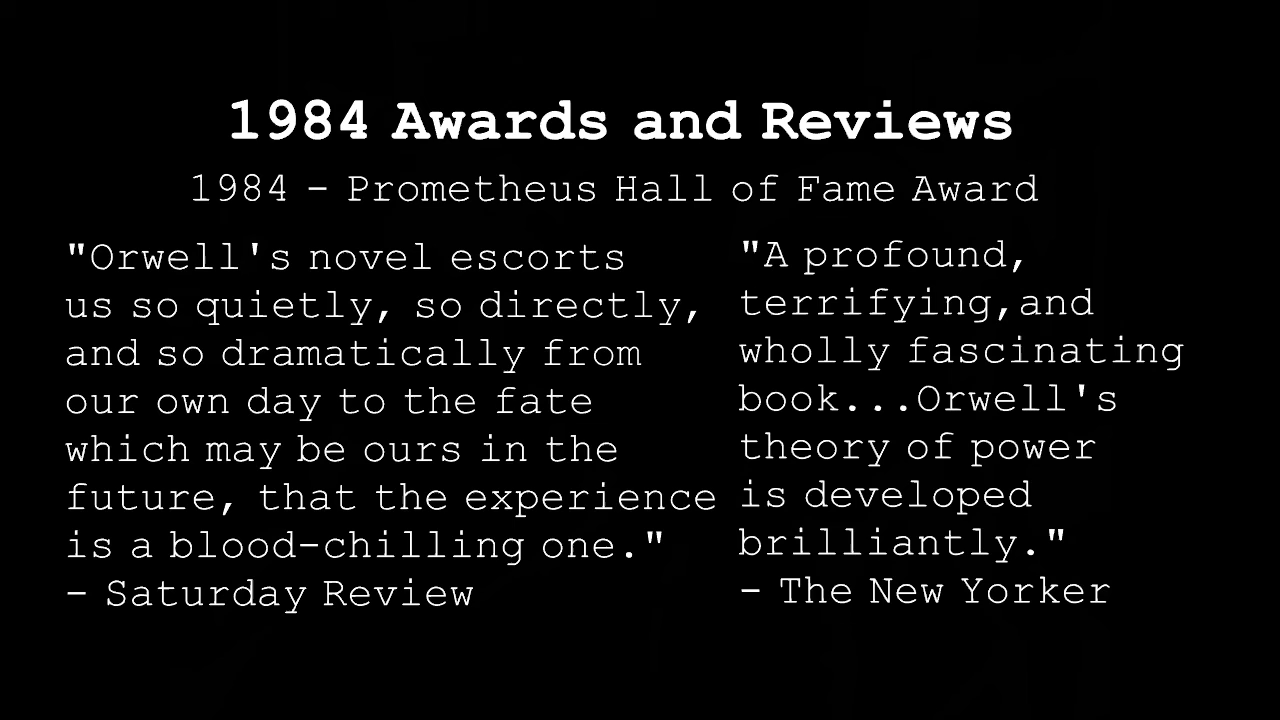 1984 Awards and Reviews
1984 - Prometheus Hall of Fame Award
"Orwell's novel escorts
us so quietly, so directly,
and so dramatically from
our own day to the fate
which may be ours in the
future, that the experience
is a blood-chilling one."
- Saturday Review
"A profound,
terrifying,and
wholly fascinating
book...Orwell's
theory of power
is developed
brilliantly."
- The New Yorker